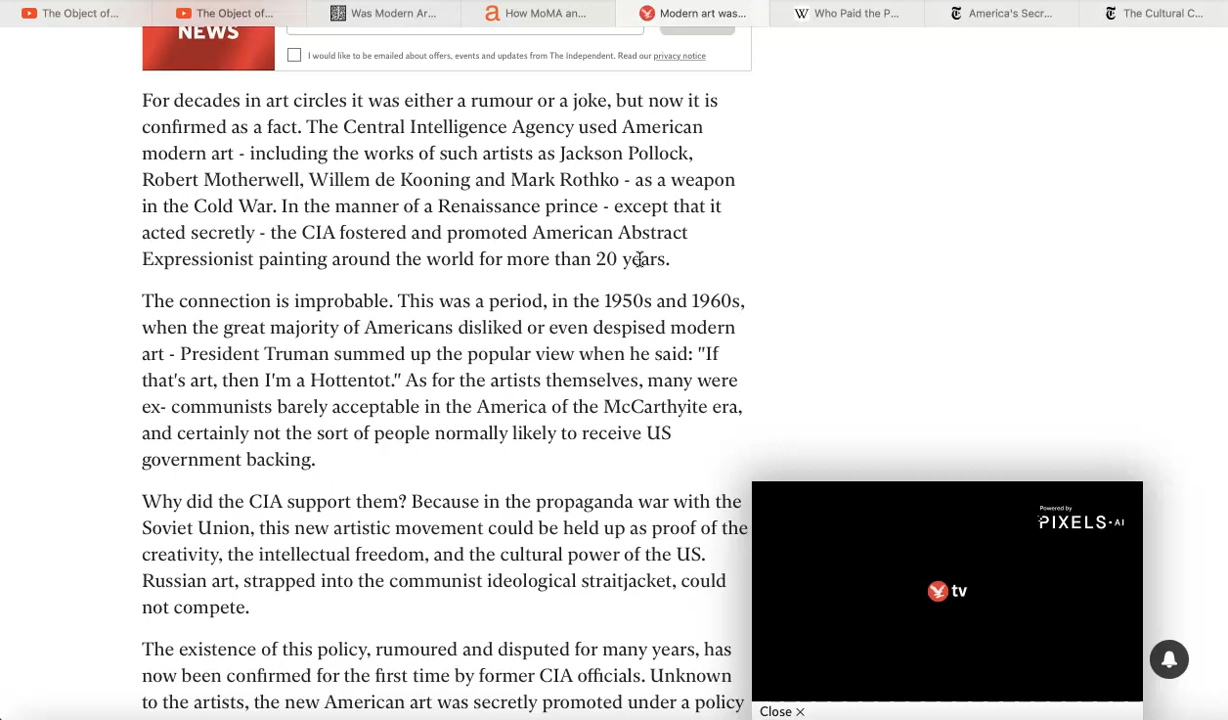 The Object of...
The Object of...
Was Modern Ar...
How MoMA an...
Modern art was...
Who Paid the P...
America's Secr...
The Cultural C...
NEWS
I would like to be emailed about offers, events and updates from The Independent. Read our privacy notice
For decades in art circles it was either a rumour or a joke, but now it is
confirmed as a fact. The Central Intelligence Agency used American
modern art - including the works of such artists as Jackson Pollock,
Robert Motherwell, Willem de Kooning and Mark Rothko - as a weapon
in the Cold War. In the manner of a Renaissance prince - except that it
acted secretly - the CIA fostered and promoted American Abstract
Expressionist painting around the world for more than 20 years.
The connection is improbable. This was a period, in the 1950s and 1960s,
when the great majority of Americans disliked or even despised modern
art - President Truman summed up the popular view when he said: "If
that's art, then I'm a Hottentot." As for the artists themselves, many were
ex- communists barely acceptable in the America of the McCarthyite era,
and certainly not the sort of people normally likely to receive US
government backing.
Why did the CIA support them? Because in the propaganda war with the
Soviet Union, this new artistic movement could be held up as proof of the
creativity, the intellectual freedom, and the cultural power of the US.
Russian art, strapped into the communist ideological straitjacket, could
not compete.
The existence of this policy, rumoured and disputed for many years, has
now been confirmed for the first time by former CIA officials. Unknown
to the artists, the new American art was secretly promoted under a policy
Powered by
PIXELS·AI
tv
Close ×